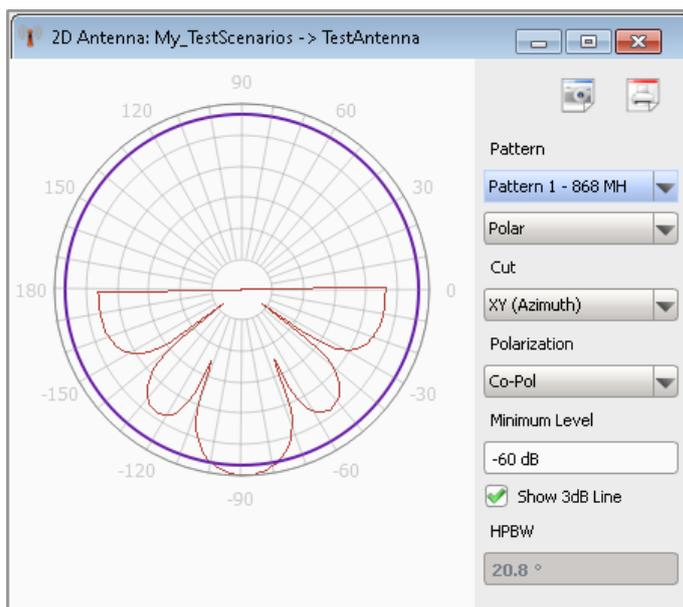 2D Antenna: My_TestScenarios -> TestAntenna
90
120
60
150
30
180
0
-150
-30
-120
-60
-90
Pattern
Pattern 1 - 868 MH
Polar
Cut
XY (Azimuth)
Polarization
Co-Pol
Minimum Level
-60 dB
Show 3dB Line
HPBW
20.8 °